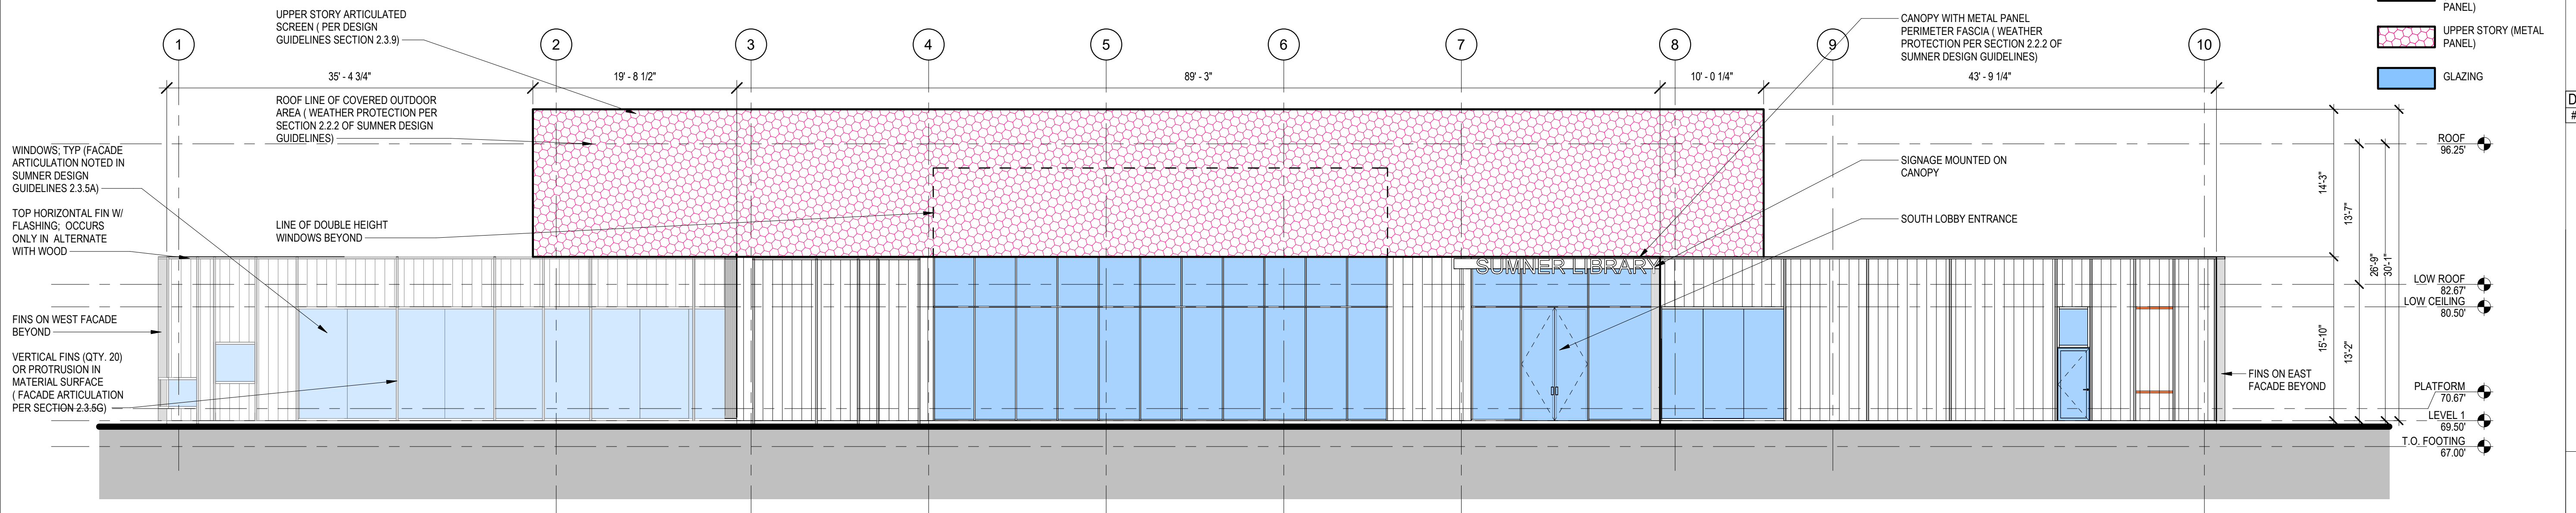 UPPER STORY ARTICULATED
SCREEN ( PER DESIGN
GUIDELINES SECTION 2.3.9)
CANOPY WITH METAL PANEL
PERIMETER FASCIA ( WEATHER
PROTECTION PER SECTION 2.2.2 OF
SUMNER DESIGN GUIDELINES)
PANEL)
UPPER STORY (METAL
PANEL)
GLAZING
1
2
3
4
5
6
7
8
9
10
35' - 4 3/4"
19' - 8 1/2"
89' - 3"
10' - 0 1/4"
43' - 9 1/4"
ROOF LINE OF COVERED OUTDOOR
AREA ( WEATHER PROTECTION PER
SECTION 2.2.2 OF SUMNER DESIGN
GUIDELINES)
WINDOWS; TYP (FACADE
ARTICULATION NOTED IN
SUMNER DESIGN
GUIDELINES 2.3.5A)
TOP HORIZONTAL FIN W/
FLASHING; OCCURS
ONLY IN ALTERNATE
WITH WOOD
LINE OF DOUBLE HEIGHT
WINDOWS BEYOND
FINS ON WEST FACADE
BEYOND
VERTICAL FINS (QTY. 20)
OR PROTRUSION IN
MATERIAL SURFACE
( FACADE ARTICULATION
PER SECTION 2.3.5G)
SIGNAGE MOUNTED ON
CANOPY
SOUTH LOBBY ENTRANCE
SUMNER LIBRARY
FINS ON EAST
FACADE BEYOND
14'-3"
13'-7"
26'-9"
30'-1"
15'-10"
13'-2"
ROOF
96.25'
LOW ROOF
82.67'
LOW CEILING
80.50'
PLATFORM
70.67'
LEVEL 1
69.50'
T.O. FOOTING
67.00'
D
#